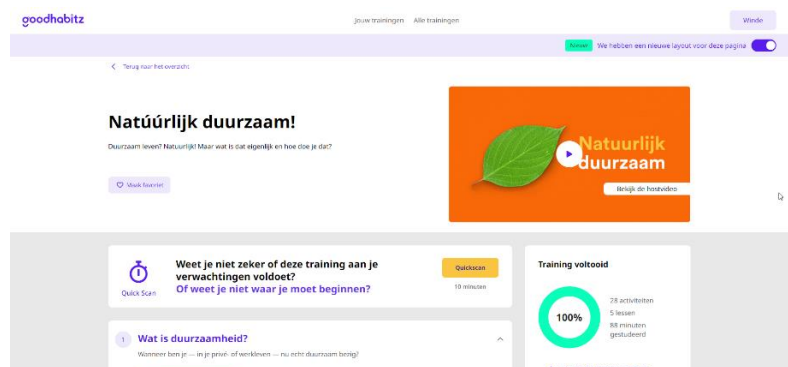 goodhabitz
Jouw trainingen Alle trainingen
Winde
Nieuw We hebben een nieuwe layout voor deze pagina
Terug naar het overzicht
Natúúrlijk duurzaam!
Duurzaam leven? Natuurlijk! Maar wat is dat eigenlijk en hoe doe je dat?
Maak favoriet
Natuurlijk
duurzaam
Bekijk de hostvideo
Quick Scan
Weet je niet zeker of deze training aan je
verwachtingen voldoet?
Of weet je niet waar je moet beginnen?
Quickscan
10 minuten
Training voltooid
100%
28 activiteiten
5 lessen
88 minuten
gestudeerd
1 Wat is duurzaamheid?
Wanneer ben je — in je privé- of werkleven — nu echt duurzaam bezig?